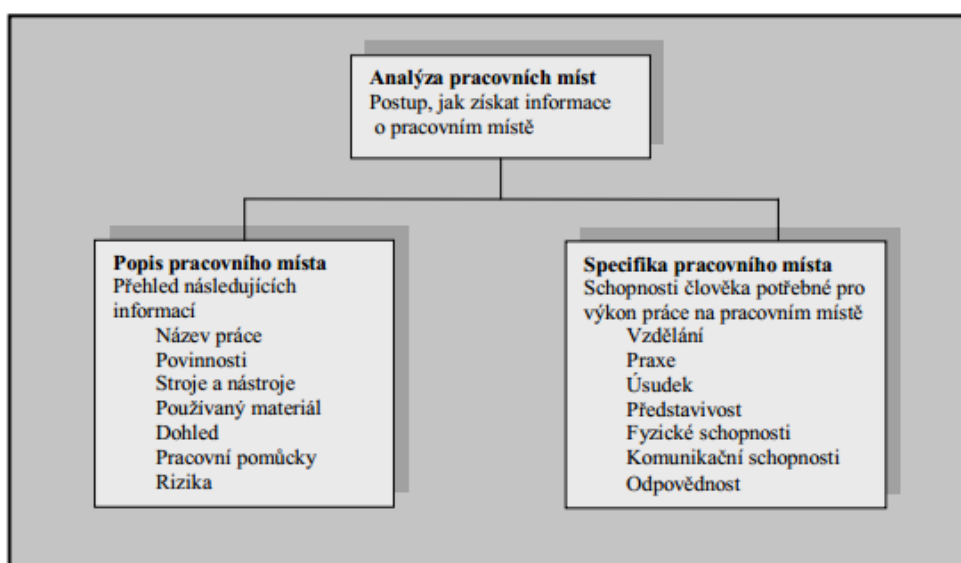 Analýza pracovních míst
Postup, jak získat informace
o pracovním místě
Popis pracovního místa
Přehled následujících
informací
Název práce
Povinnosti
Stroje a nástroje
Používaný materiál
Dohled
Pracovní pomůcky
Rizika
Specifika pracovního místa
Schopnosti člověka potřebné pro
výkon práce na pracovním místě
Vzdělání
Praxe
Úsudek
Představivost
Fyzické schopnosti
Komunikační schopnosti
Odpovědnost